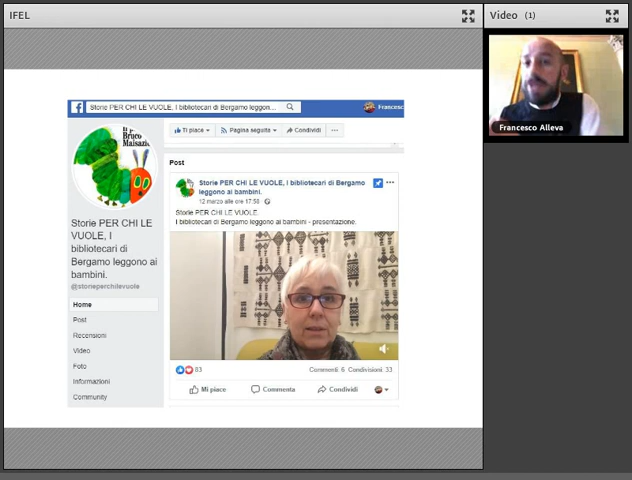 IFEL
Video (1)
Francesco Alleva
Storie PER CHI LE VUOLE, I bibliotecari di Bergamo leggon...
Francesc
Il
Bruco
Maisazio
Ti piace
Pagina seguita
Condividi
...
Post
Storie PER CHI LE VUOLE, I bibliotecari di Bergamo
leggono ai bambini.
12 marzo alle ore 17:58
Storie PER CHI LE VUOLE.
I bibliotecari di Bergamo leggono ai bambini - presentazione.
Storie PER CHI LE
VUOLE, I
bibliotecari di
Bergamo leggono ai
bambini.
@storieperchilevuole
Home
Post
Recensioni
Video
Foto
Informazioni
Community
83
Commenti: 6 Condivisioni: 33
Mi piace
Commenta
Condividi